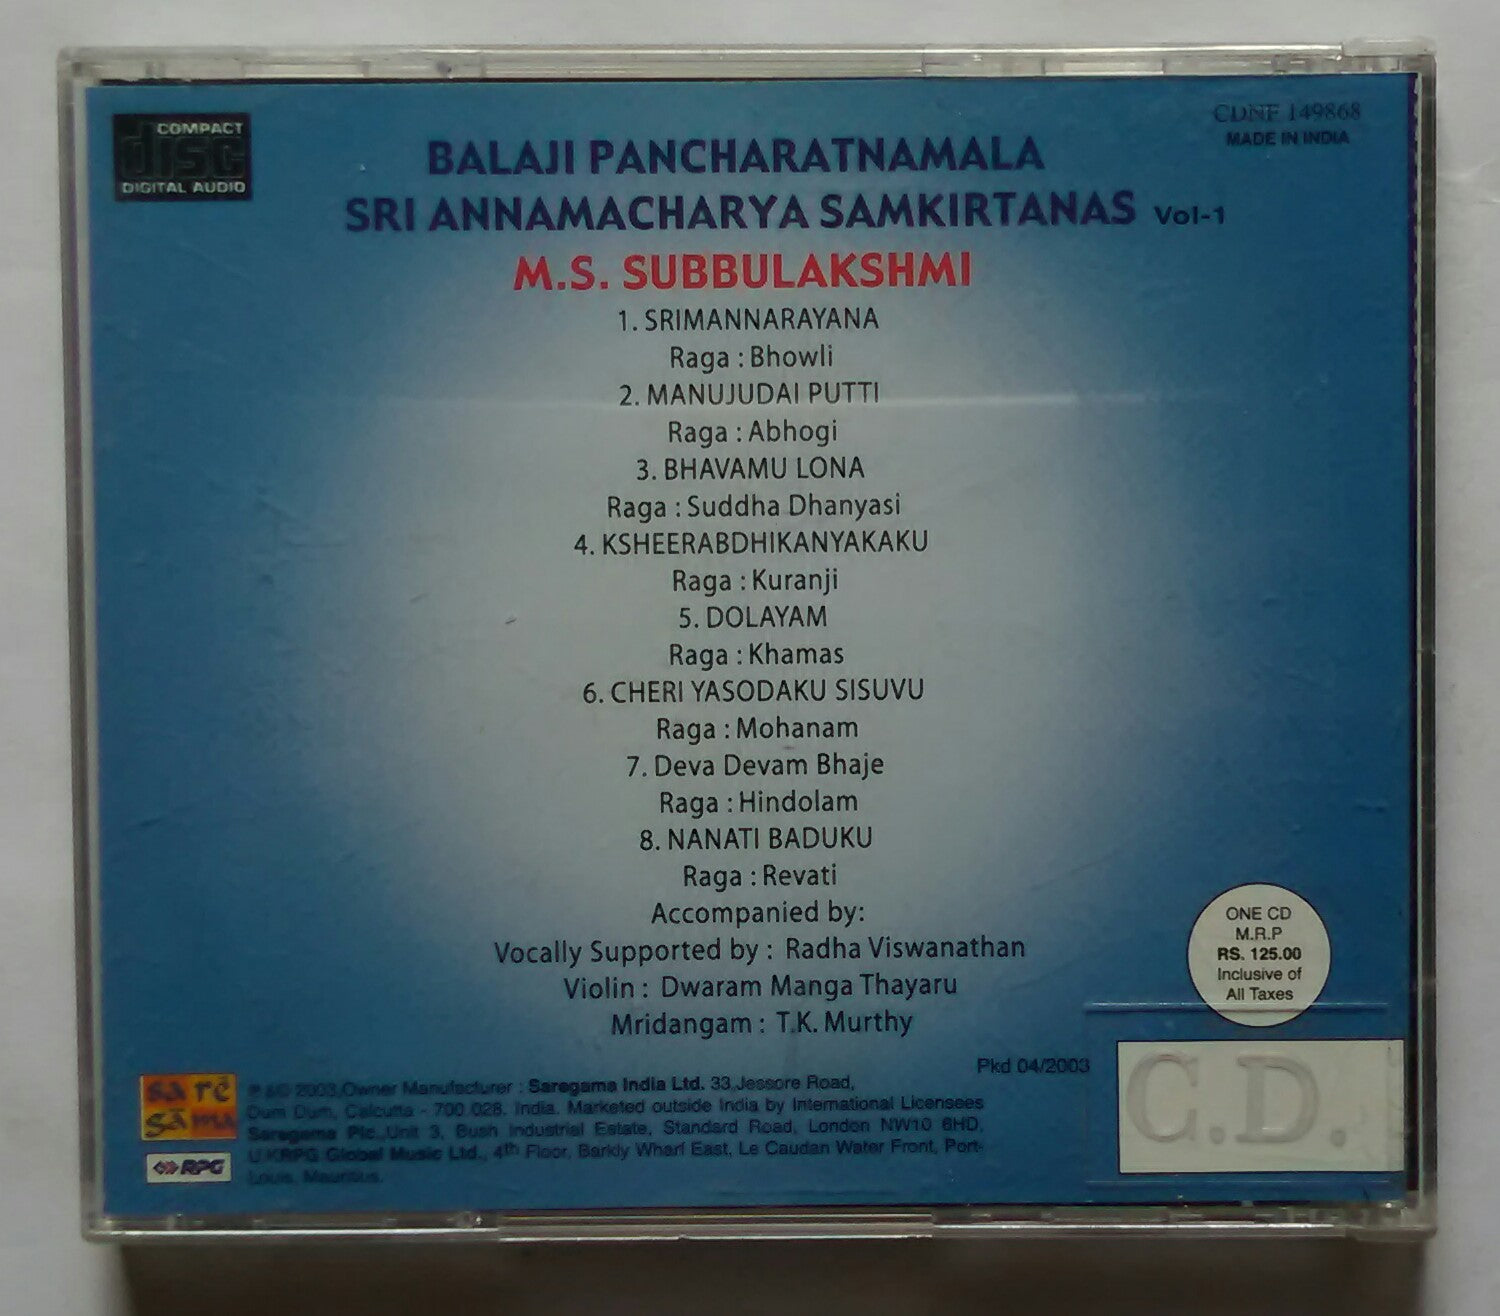 COMPACT
disc
DIGITAL AUDIO
CDNF 149868
MADE IN INDIA
BALAJI PANCHARATNAMALA
SRI ANNAMACHARYA SAMKIRTANAS Vol-1
M.S. SUBBULAKSHMI
1. SRIMANNARAYANA
Raga : Bhowli
2. MANUJUDAI PUTTI
Raga : Abhogi
3. BHAVAMU LONA
Raga : Suddha Dhanyasi
4. KSHEERABDHIKANYAKAKU
Raga : Kuranji
5. DOLAYAM
Raga : Khamas
6. CHERI YASODAKU SISUVU
Raga : Mohanam
7. Deva Devam Bhaje
Raga : Hindolam
8. NANATI BADUKU
Raga : Revati
Accompanied by:
Vocally Supported by : Radha Viswanathan
Violin : Dwaram Manga Thayaru
Mridangam : T.K. Murthy
ONE CD
M.R.P
RS. 125.00
Inclusive of
All Taxes
Pkd 04/2003
C.D.
sa rē
gā ma
RPG
℗ &© 2003,Owner Manufacturer : Saregama India Ltd. 33,Jessore Road,
Dum Dum, Calcutta - 700 028. India. Marketed outside India by International Licensees
Saregama Plc.,Unit 3, Bush Industrial Estate, Standard Road, London NW10 6HD,
U.KRPG Global Music Ltd., 4th Floor, Barkly Wharf East, Le Caudan Water Front, Port-
Louis, Mauritius.